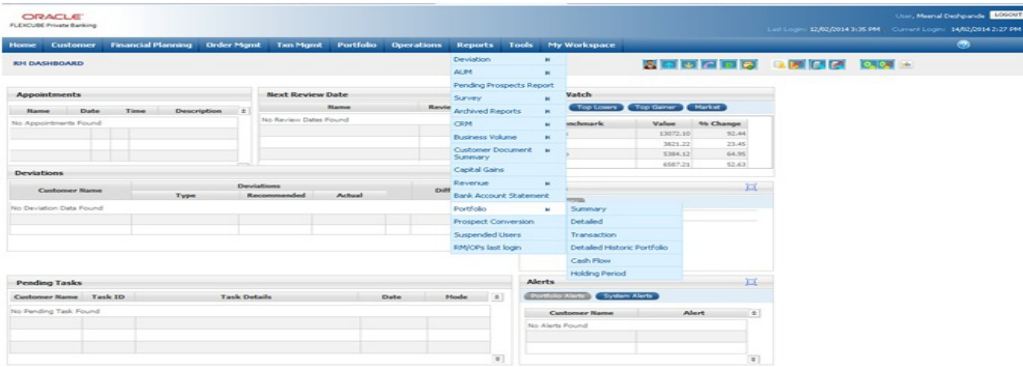 ORACLE
FLEXCUBE Private Banking
User, Meenal Deshpande LOGOUT
Last Login: 12/02/2014 3:35 PM Current Login: 14/02/2014 2:27 PM
Home Customer Financial Planning Order Mgmt Txn Mgmt Portfolio Operations Reports Tools My Workspace
RM DASHBOARD
Deviation
AUM
Pending Prospects Report
Survey
Archived Reports
CRM
Business Volume
Customer Document Summary
Capital Gains
Revenue
Bank Account Statement
Portfolio
Prospect Conversion
Suspended Users
RM/OPs last login
Summary
Detailed
Transaction
Detailed Historic Portfolio
Cash Flow
Holding Period
Appointments
Name Date Time Description
No Appointments Found
Next Review Date
Name Revie
No Review Dates Found
Watch
Top Losers Top Gainer Market
nchmark Value % Change
13072.10 92.44
3821.22 23.45
5384.12 64.95
6587.21 52.63
Deviations
Customer Name Deviations Diff
Type Recommended Actual
No Deviation Data Found
Pending Tasks
Customer Name Task ID Task Details Date Mode
No Pending Task Found
Alerts
Portfolio Alerts System Alerts
Customer Name Alert
No Alerts Found